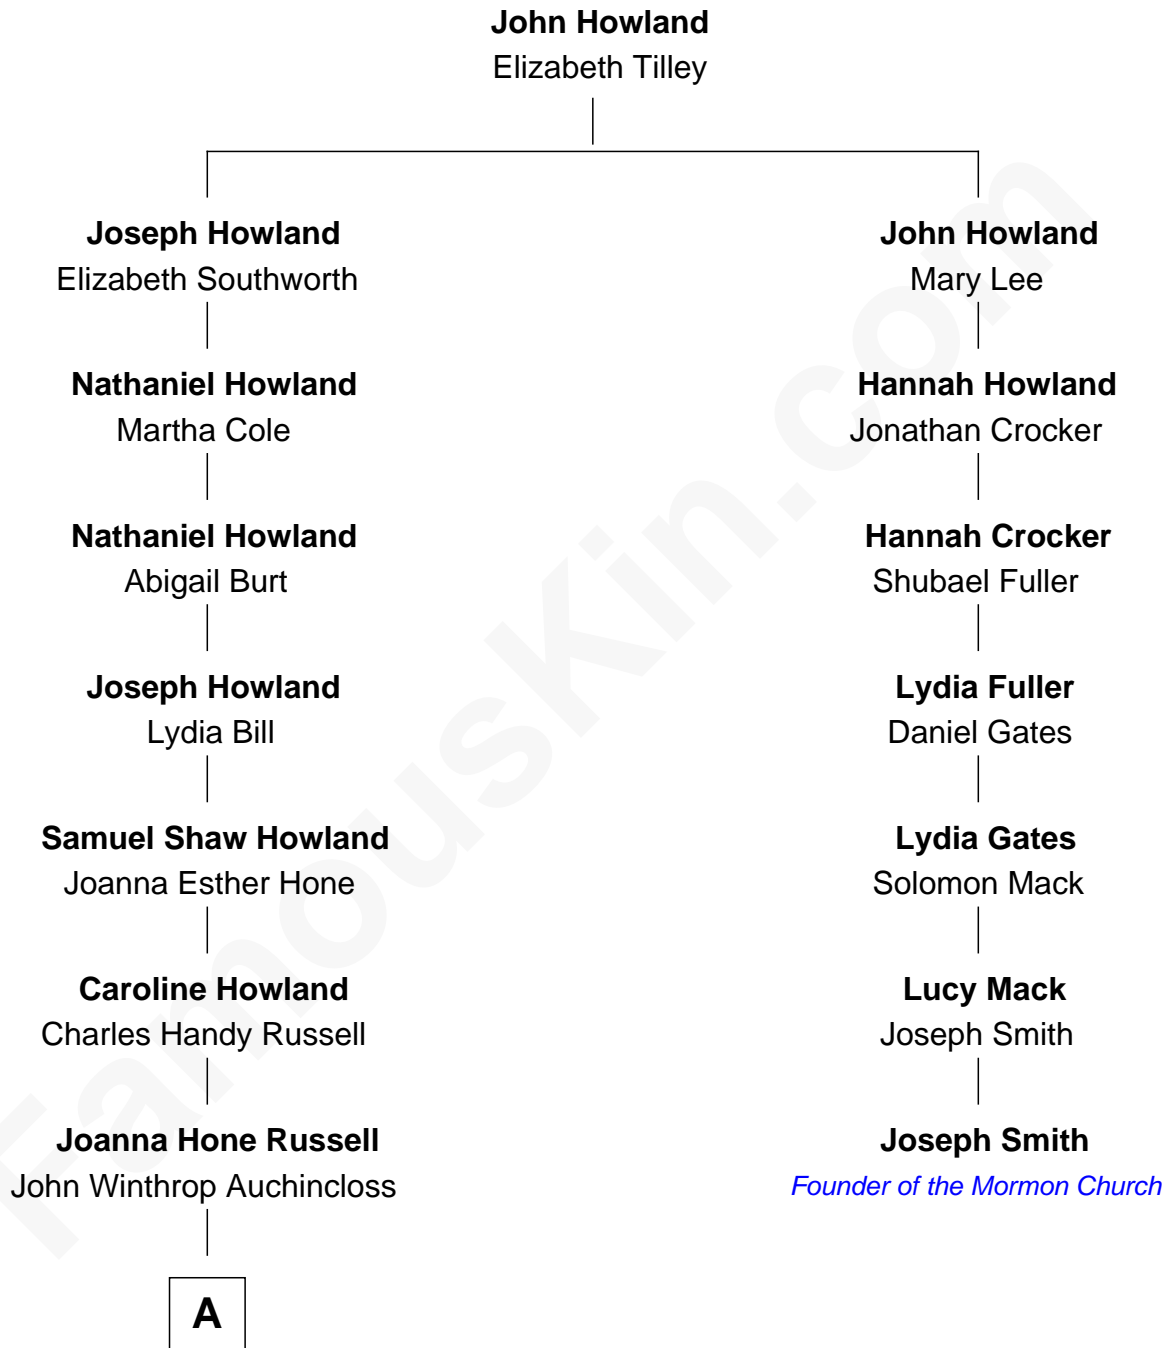 John Howland
Elizabeth Tilley
Joseph Howland
Elizabeth Southworth
John Howland
Mary Lee
Nathaniel Howland
Martha Cole
Hannah Howland
Jonathan Crocker
Nathaniel Howland
Abigail Burt
Hannah Crocker
Shubael Fuller
Joseph Howland
Lydia Bill
Lydia Fuller
Daniel Gates
Samuel Shaw Howland
Joanna Esther Hone
Lydia Gates
Solomon Mack
Caroline Howland
Charles Handy Russell
Lucy Mack
Joseph Smith
Joanna Hone Russell
John Winthrop Auchincloss
Joseph Smith
Founder of the Mormon Church
A
FamousKin.com